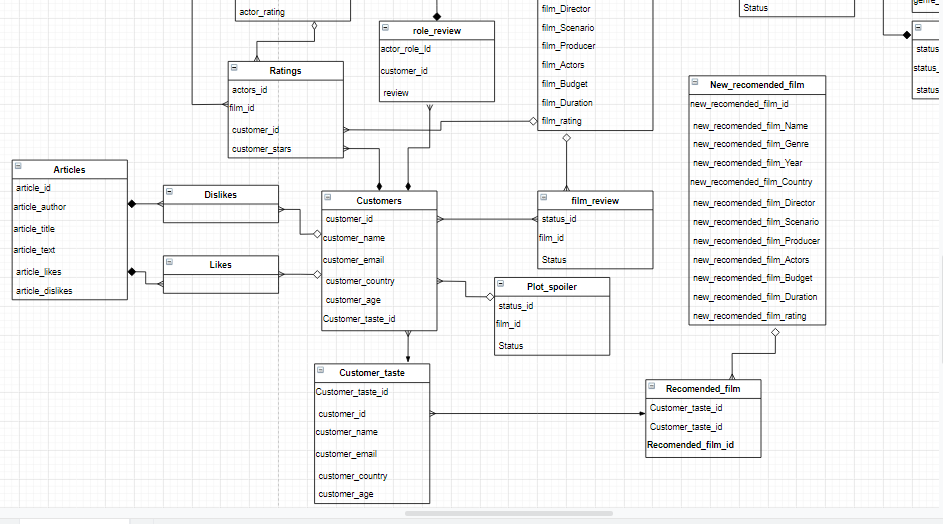 actor_rating
Ratings
actors_id
film_id
customer_id
customer_stars
role_review
actor_role_Id
customer_id
review
film_Director
film_Scenario
film_Producer
film_Actors
film_Budget
film_Duration
film_rating
Status
status
status_
status
New_recomended_film
new_recomended_film_id
new_recomended_film_Name
new_recomended_film_Genre
new_recomended_film_Year
new_recomended_film_Country
new_recomended_film_Director
new_recomended_film_Scenario
new_recomended_film_Producer
new_recomended_film_Actors
new_recomended_film_Budget
new_recomended_film_Duration
new_recomended_film_rating
Articles
article_id
article_author
article_title
article_text
article_likes
article_dislikes
Dislikes
Likes
Customers
customer_id
customer_name
customer_email
customer_country
customer_age
Customer_taste_id
film_review
status_id
film_id
Status
Plot_spoiler
status_id
film_id
Status
Customer_taste
Customer_taste_id
customer_id
customer_name
customer_email
customer_country
customer_age
Recomended_film
Customer_taste_id
Customer_taste_id
Recomended_film_id